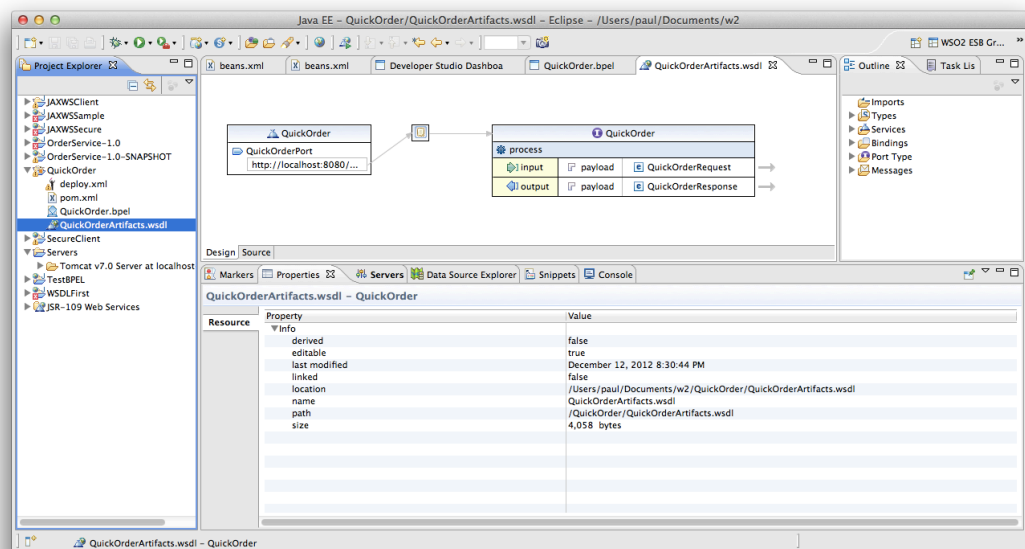 Java EE - QuickOrder/QuickOrderArtifacts.wsdl - Eclipse - /Users/paul/Documents/w2
WSO2 ESB Gr...
»
Project Explorer
JAXWSClient
JAXWSSample
JAXWSSecure
OrderService-1.0
OrderService-1.0-SNAPSHOT
QuickOrder
deploy.xml
pom.xml
QuickOrder.bpel
QuickOrderArtifacts.wsdl
SecureClient
Servers
Tomcat v7.0 Server at localhost
TestBPEL
WSDLFirst
JSR-109 Web Services
beans.xml
beans.xml
Developer Studio Dashboa
QuickOrder.bpel
QuickOrderArtifacts.wsdl
QuickOrder
QuickOrderPort
http://localhost:8080/...
QuickOrder
process
input payload QuickOrderRequest
output payload QuickOrderResponse
Design Source
Outline
Task Lis
Imports
Types
Services
Bindings
Port Type
Messages
Markers Properties Servers Data Source Explorer Snippets Console
QuickOrderArtifacts.wsdl - QuickOrder
Resource
Property Value
Info
derived false
editable true
last modified December 12, 2012 8:30:44 PM
linked false
location /Users/paul/Documents/w2/QuickOrder/QuickOrderArtifacts.wsdl
name QuickOrderArtifacts.wsdl
path /QuickOrder/QuickOrderArtifacts.wsdl
size 4,058 bytes
QuickOrderArtifacts.wsdl - QuickOrder